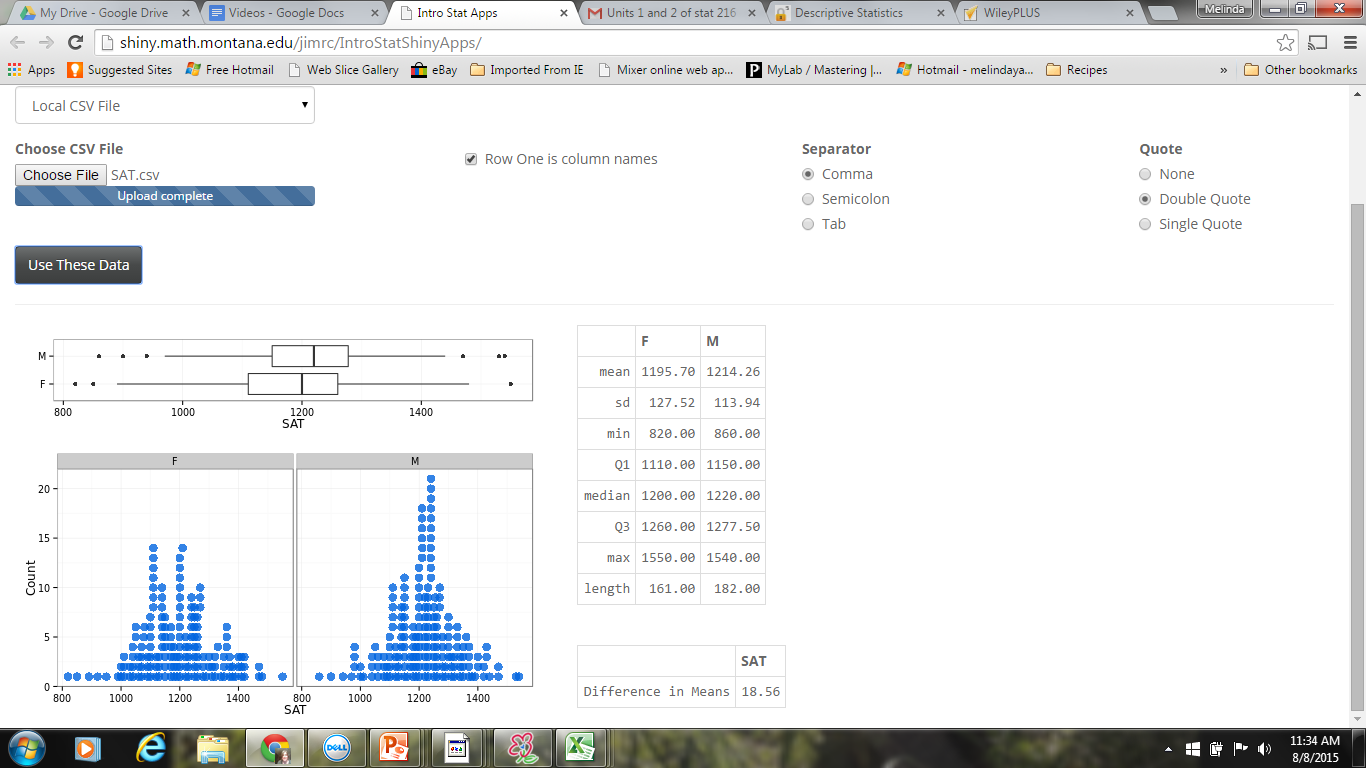 My Drive - Google Drive
Videos - Google Docs
Intro Stat Apps
Units 1 and 2 of stat 216
Descriptive Statistics
WileyPLUS
Melinda
shiny.math.montana.edu/jimrc/IntroStatShinyApps/
Apps Suggested Sites Free Hotmail Web Slice Gallery eBay Imported From IE Mixer online web ap... MyLab / Mastering |... Hotmail - melindaya... Recipes » Other bookmarks
Local CSV File
Choose CSV File
Choose File SAT.csv
Upload complete
Row One is column names
Separator
Comma
Semicolon
Tab
Quote
None
Double Quote
Single Quote
Use These Data
M
F
800 1000 1200 1400
SAT
F M
20
15
10
5
0
Count
800 1000 1200 1400 800 1000 1200 1400
SAT
F M
mean 1195.70 1214.26
sd 127.52 113.94
min 820.00 860.00
Q1 1110.00 1150.00
median 1200.00 1220.00
Q3 1260.00 1277.50
max 1550.00 1540.00
length 161.00 182.00
SAT
Difference in Means 18.56
DELL
11:34 AM
8/8/2015